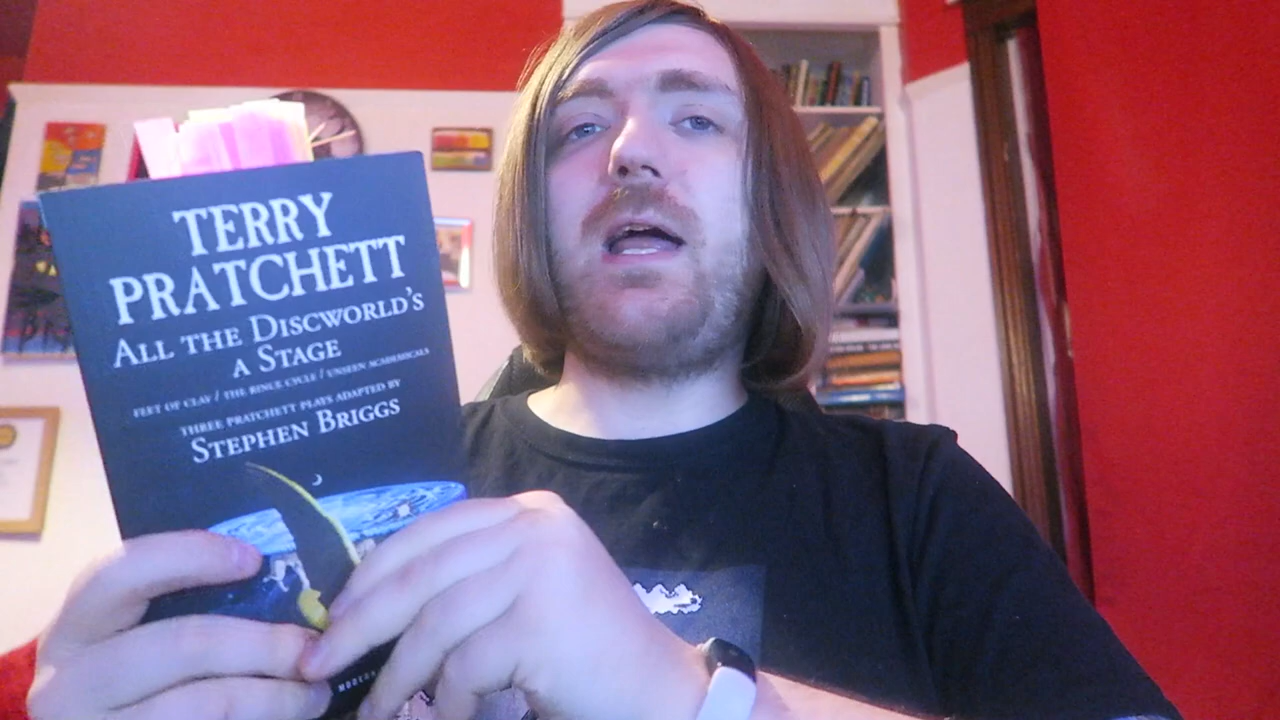 TERRY
PRATCHETT
ALL THE DISCWORLD'S
A STAGE
FEET OF CLAY / THE RINCE CYCLE / UNSEEN ACADEMICALS
THREE PRATCHETT PLAYS ADAPTED BY
STEPHEN BRIGGS